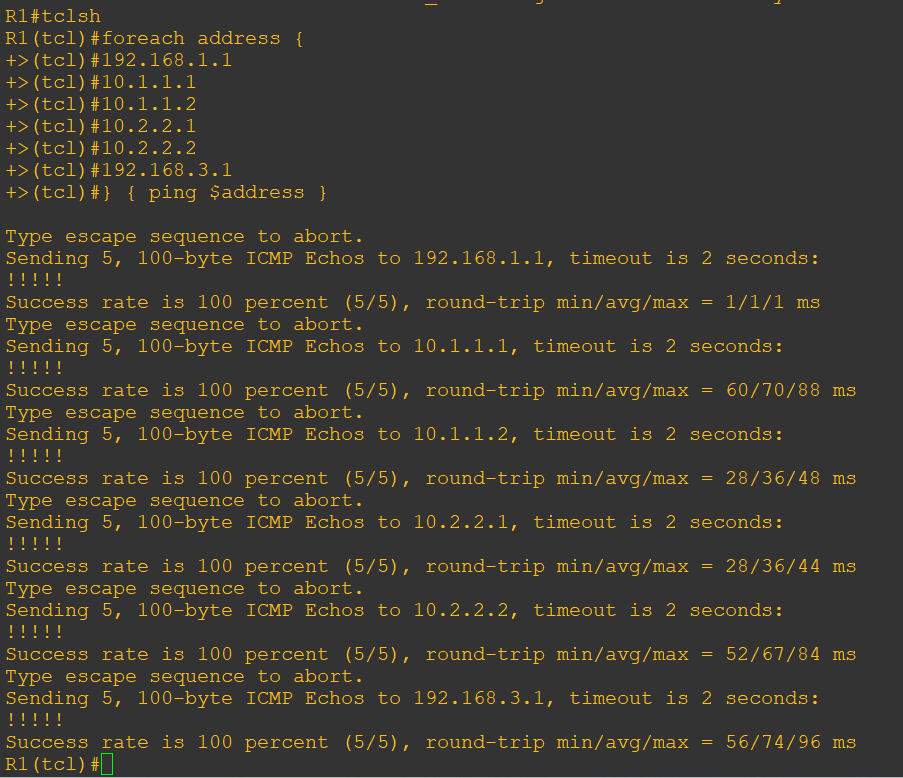 R1#tclsh
R1(tcl)#foreach address {
+>(tcl)#192.168.1.1
+>(tcl)#10.1.1.1
+>(tcl)#10.1.1.2
+>(tcl)#10.2.2.1
+>(tcl)#10.2.2.2
+>(tcl)#192.168.3.1
+>(tcl)#} { ping $address }
Type escape sequence to abort.
Sending 5, 100-byte ICMP Echos to 192.168.1.1, timeout is 2 seconds:
!!!!!
Success rate is 100 percent (5/5), round-trip min/avg/max = 1/1/1 ms
Type escape sequence to abort.
Sending 5, 100-byte ICMP Echos to 10.1.1.1, timeout is 2 seconds:
!!!!!
Success rate is 100 percent (5/5), round-trip min/avg/max = 60/70/88 ms
Type escape sequence to abort.
Sending 5, 100-byte ICMP Echos to 10.1.1.2, timeout is 2 seconds:
!!!!!
Success rate is 100 percent (5/5), round-trip min/avg/max = 28/36/48 ms
Type escape sequence to abort.
Sending 5, 100-byte ICMP Echos to 10.2.2.1, timeout is 2 seconds:
!!!!!
Success rate is 100 percent (5/5), round-trip min/avg/max = 28/36/44 ms
Type escape sequence to abort.
Sending 5, 100-byte ICMP Echos to 10.2.2.2, timeout is 2 seconds:
!!!!!
Success rate is 100 percent (5/5), round-trip min/avg/max = 52/67/84 ms
Type escape sequence to abort.
Sending 5, 100-byte ICMP Echos to 192.168.3.1, timeout is 2 seconds:
!!!!!
Success rate is 100 percent (5/5), round-trip min/avg/max = 56/74/96 ms
R1(tcl)#